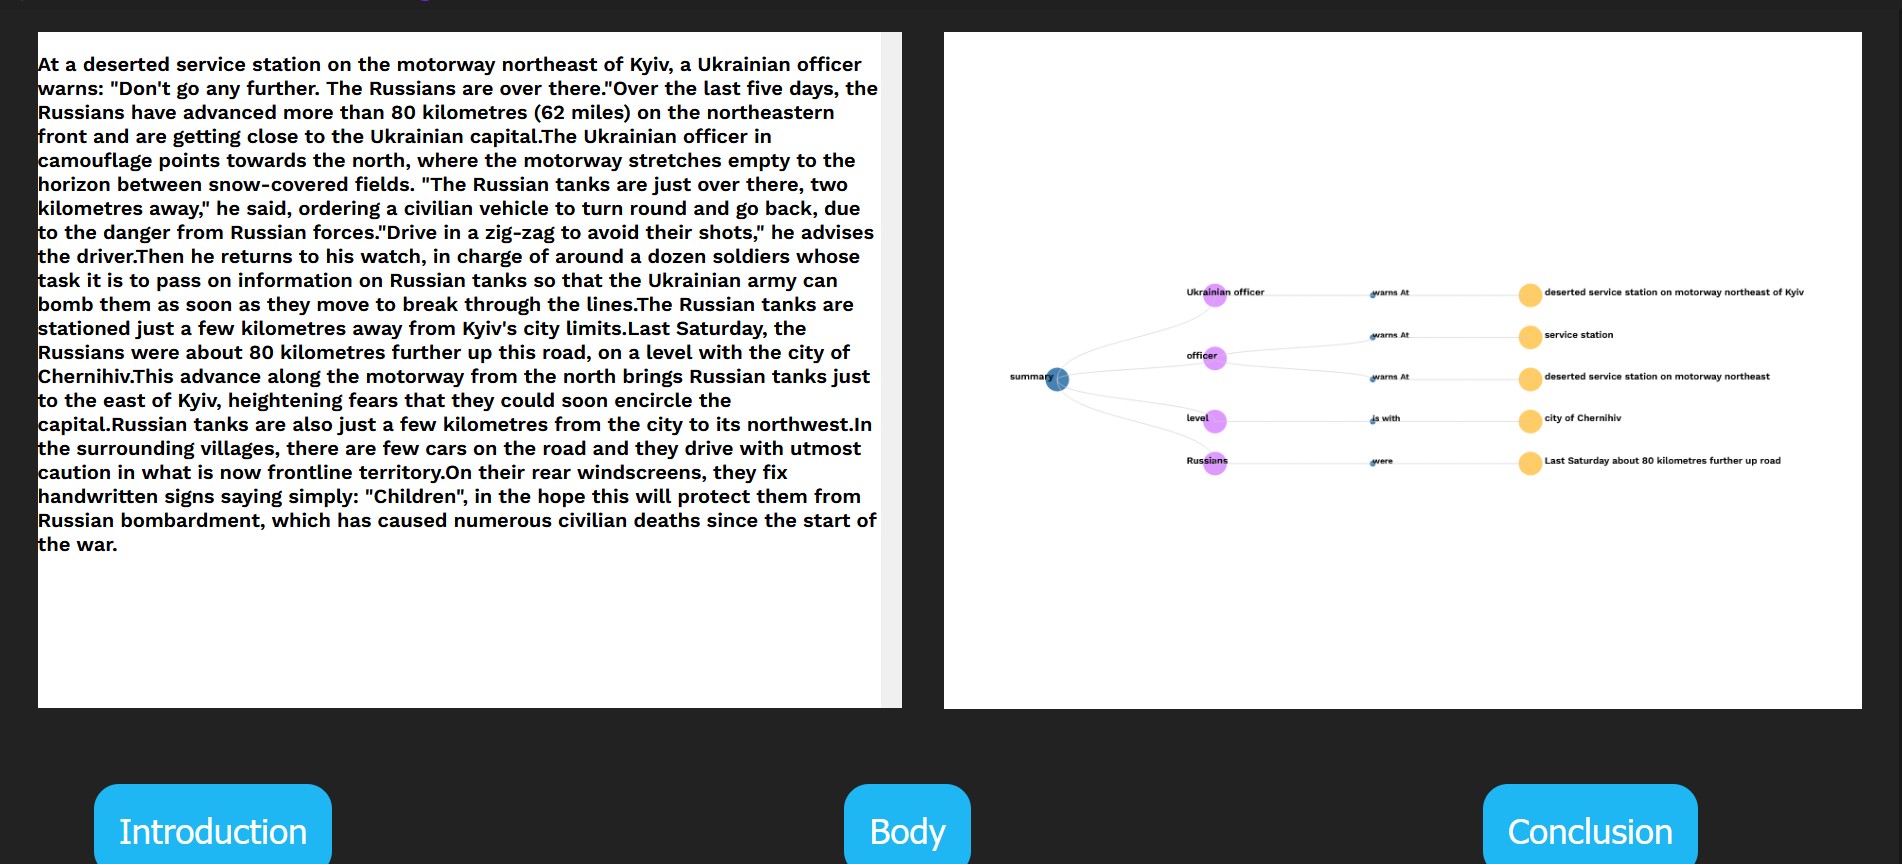 At a deserted service station on the motorway northeast of Kyiv, a Ukrainian officer
warns: "Don't go any further. The Russians are over there."Over the last five days, the
Russians have advanced more than 80 kilometres (62 miles) on the northeastern
front and are getting close to the Ukrainian capital.The Ukrainian officer in
camouflage points towards the north, where the motorway stretches empty to the
horizon between snow-covered fields. "The Russian tanks are just over there, two
kilometres away," he said, ordering a civilian vehicle to turn round and go back, due
to the danger from Russian forces."Drive in a zig-zag to avoid their shots," he advises
the driver.Then he returns to his watch, in charge of around a dozen soldiers whose
task it is to pass on information on Russian tanks so that the Ukrainian army can
bomb them as soon as they move to break through the lines.The Russian tanks are
stationed just a few kilometres away from Kyiv's city limits.Last Saturday, the
Russians were about 80 kilometres further up this road, on a level with the city of
Chernihiv.This advance along the motorway from the north brings Russian tanks just
to the east of Kyiv, heightening fears that they could soon encircle the
capital.Russian tanks are also just a few kilometres from the city to its northwest.In
the surrounding villages, there are few cars on the road and they drive with utmost
caution in what is now frontline territory.On their rear windscreens, they fix
handwritten signs saying simply: "Children", in the hope this will protect them from
Russian bombardment, which has caused numerous civilian deaths since the start of
the war.
summary
Ukrainian officer
warns At
deserted service station on motorway northeast of Kyiv
officer
warns At
service station
warns At
deserted service station on motorway northeast
level
is with
city of Chernihiv
Russians
were
Last Saturday about 80 kilometres further up road
Introduction
Body
Conclusion